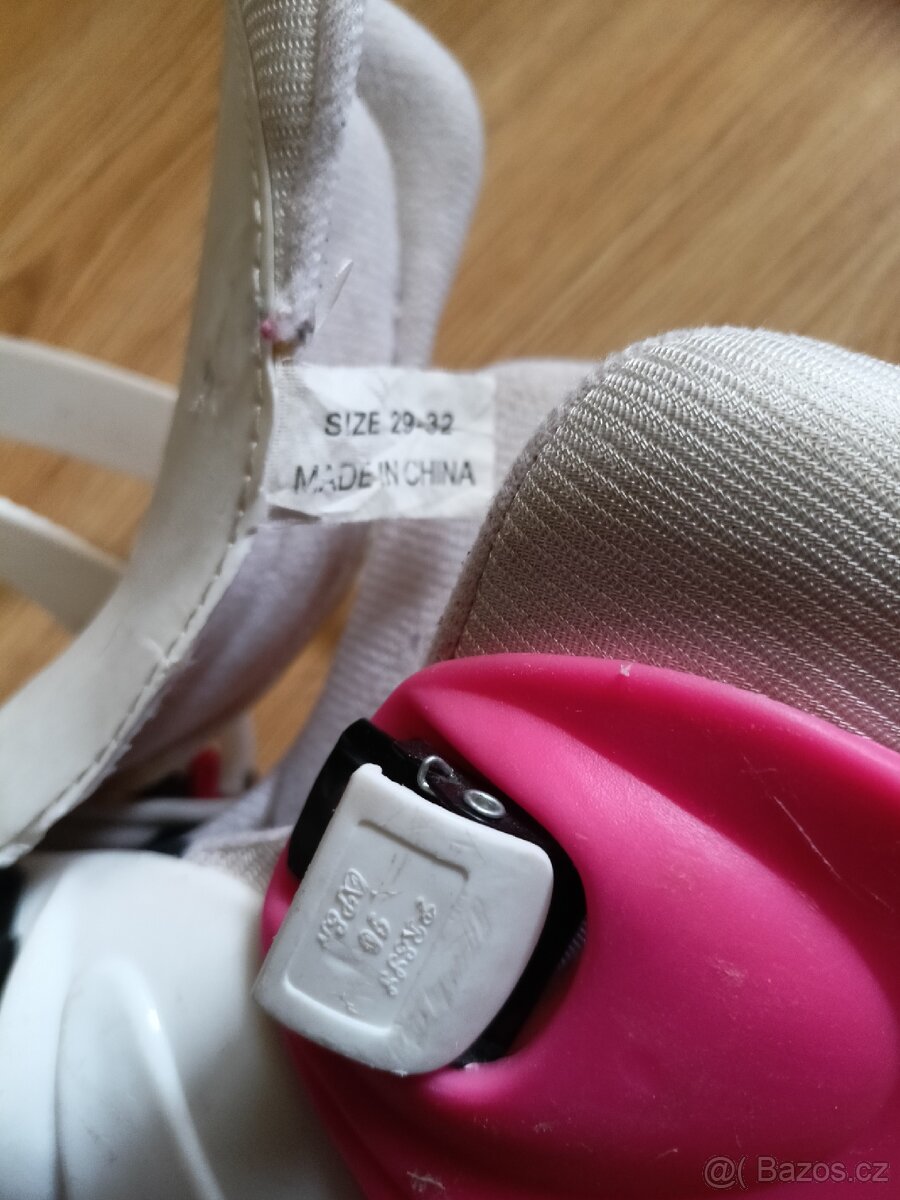 SIZE 29-32
MADE IN CHINA
@( Bazos.cz